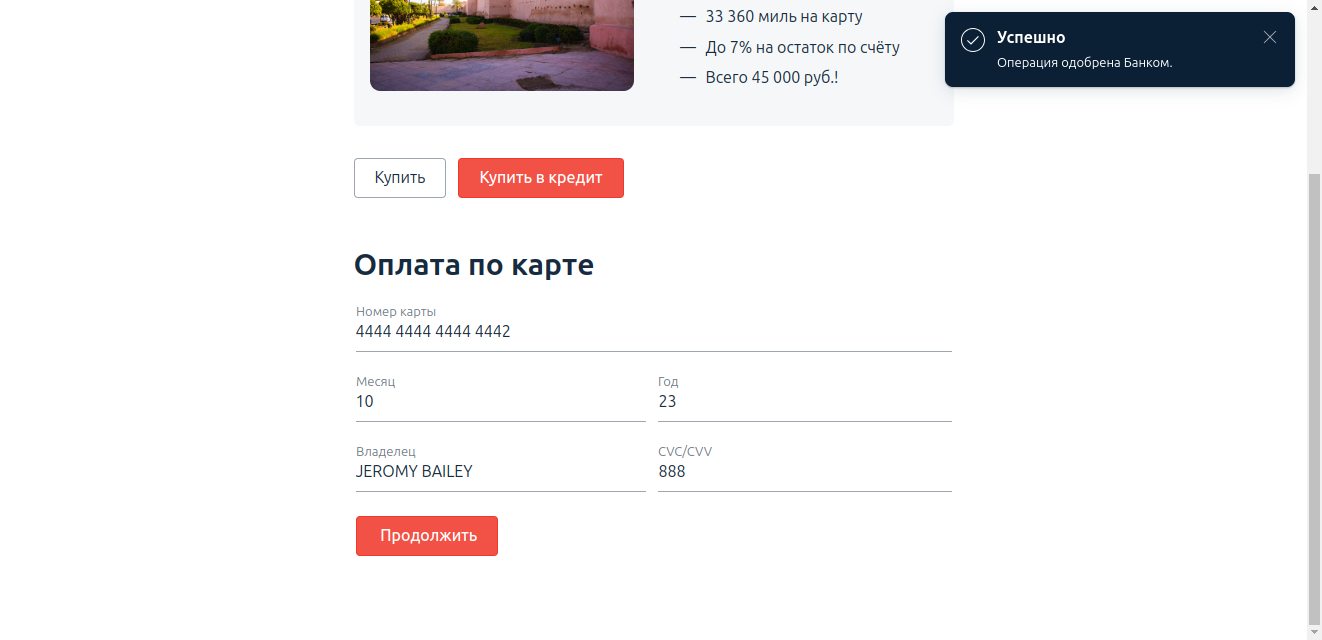 — 33 360 миль на карту
— До 7% на остаток по счёту
— Всего 45 000 руб.!
Успешно
Операция одобрена Банком.
Купить
Купить в кредит
Оплата по карте
Номер карты
4444 4444 4444 4442
Месяц
Год
10
23
Владелец
CVC/CVV
JEROMY BAILEY
888
Продолжить